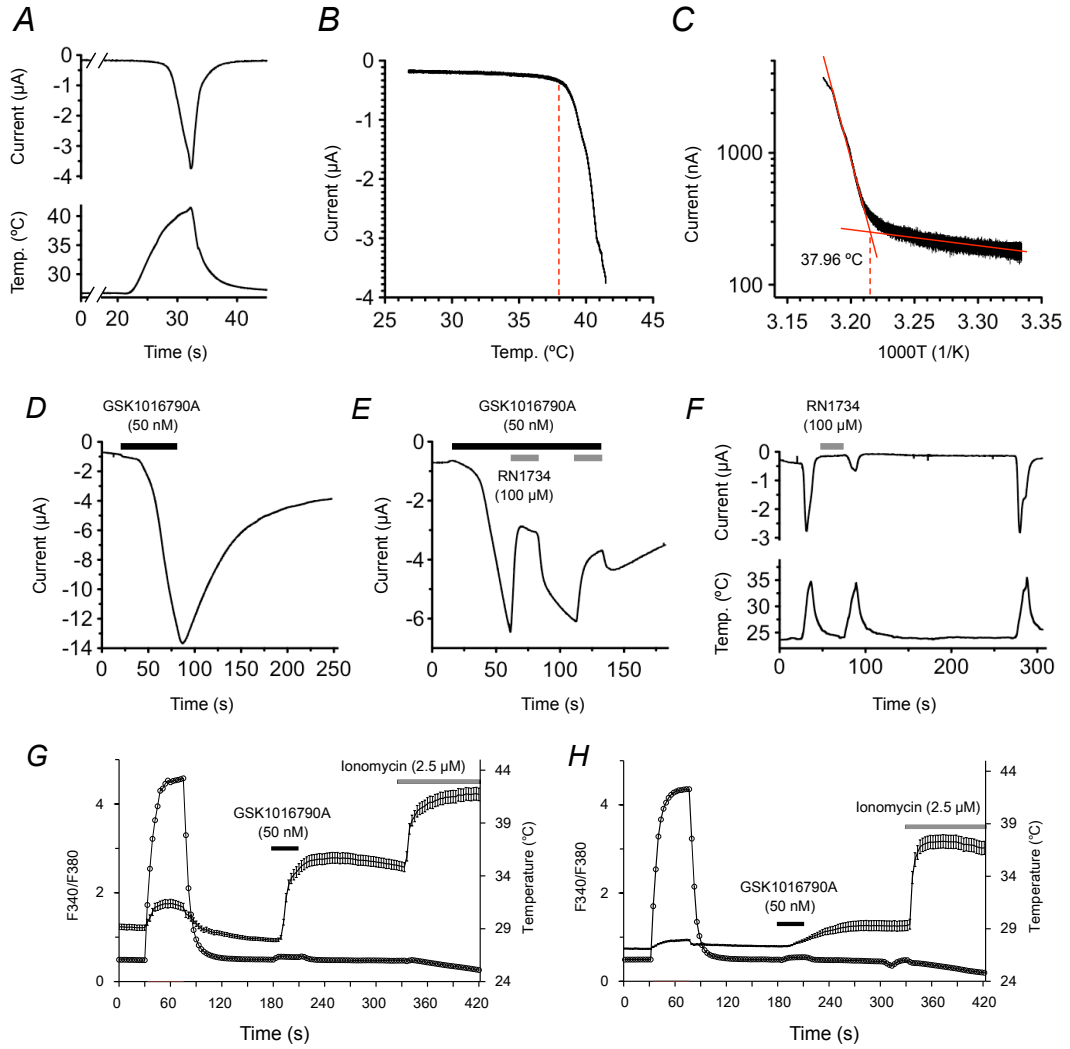 A
0
-1
-2
-3
-4
Current (µA)
40
35
30
Temp. (ºC)
0 20 30 40
Time (s)
B
0
-1
-2
-3
-4
Current (µA)
25 30 35 40 45
Temp. (ºC)
C
1000
100
Current (nA)
37.96 ºC
3.15 3.20 3.25 3.30 3.35
1000T (1/K)
D
GSK1016790A
(50 nM)
0
-2
-4
-6
-8
-10
-12
-14
Current (µA)
0 50 100 150 200 250
Time (s)
E
GSK1016790A
(50 nM)
RN1734
(100 µM)
0
-2
-4
-6
Current (µA)
0 50 100 150
Time (s)
F
RN1734
(100 µM)
0
-1
-2
-3
Current (µA)
35
30
25
Temp. (ºC)
0 100 200 300
Time (s)
G
Ionomycin (2.5 µM)
GSK1016790A
(50 nM)
4
2
0
F340/F380
44
40
36
33
29
26
24
Temperature (°C)
0 60 120 180 240 300 360 420
Time (s)
H
Ionomycin (2.5 µM)
GSK1016790A
(50 nM)
4
2
0
F340/F380
44
40
36
33
29
26
24
Temperature (°C)
0 60 120 180 240 300 360 420
Time (s)